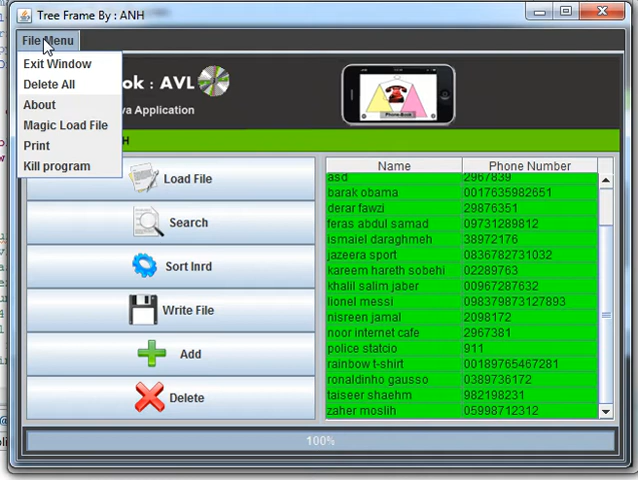 Tree Frame By : ANH
File Menu
Exit Window
Delete All
About
Magic Load File
Print
Kill program
ok : AVL
va Application
H
Load File
Search
Sort Inrd
Write File
Add
Delete
Name Phone Number
asd 2967839
barak obama 0017635982651
derar fawzi 29876351
feras abdul samad 09731289812
ismaiel daraghmeh 38972176
jazeera sport 0836782731032
kareem hareth sobehi 02289763
khalil salim jaber 00967287632
lionel messi 098379873127893
nisreen jamal 2098172
noor internet cafe 2967381
police statcio 911
rainbow t-shirt 00189765467281
ronaldinho gausso 0389736172
taiseer shaehm 982198231
zaher moslih 05998712312
100%